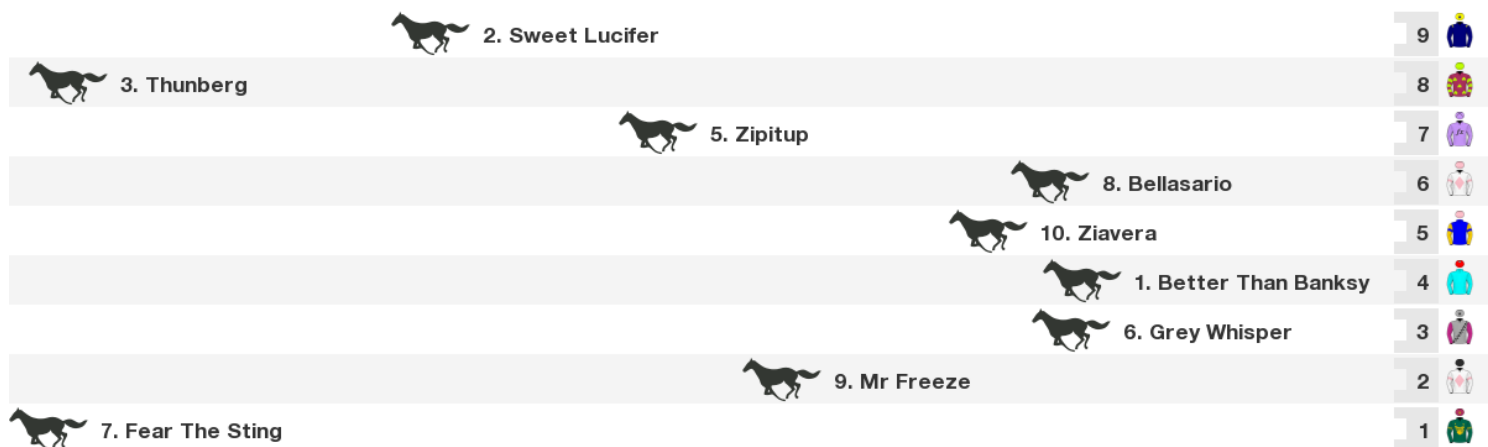 2. Sweet Lucifer 9
3. Thunberg 8
5. Zipitup 7
8. Bellasario 6
10. Ziavera 5
1. Better Than Banksy 4
6. Grey Whisper 3
9. Mr Freeze 2
7. Fear The Sting 1